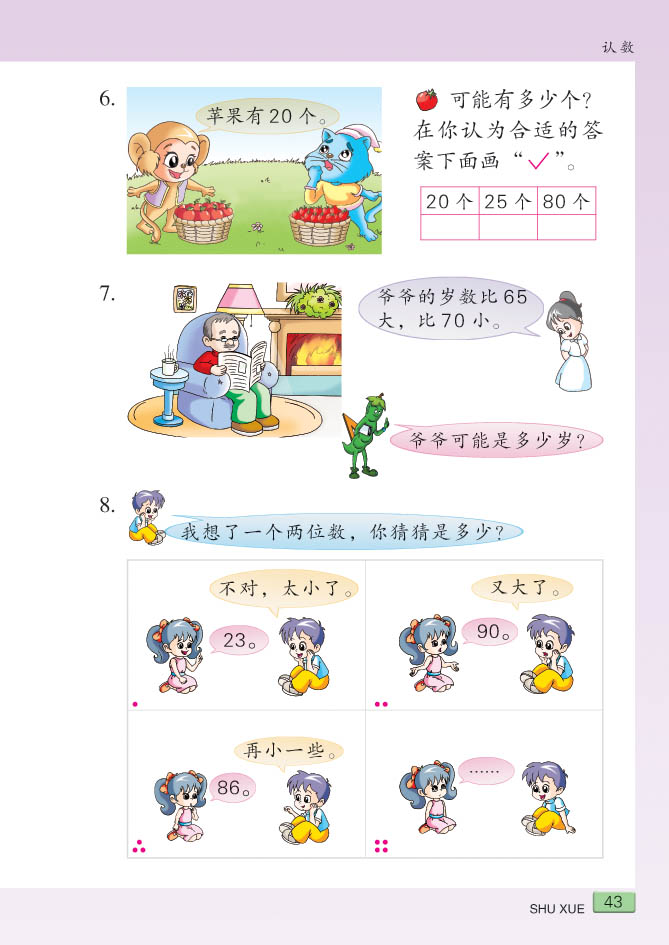 认数
6.
苹果有20个。
可能有多少个?
在你认为合适的答
案下面画“✓”。
20个 25个 80个
7.
爷爷的岁数比65
大，比70小。
爷爷可能是多少岁?
8.
我想了一个两位数，你猜猜是多少?
不对，太小了。
23。
又大了。
90。
再小一些。
86。
……
SHU XUE 43